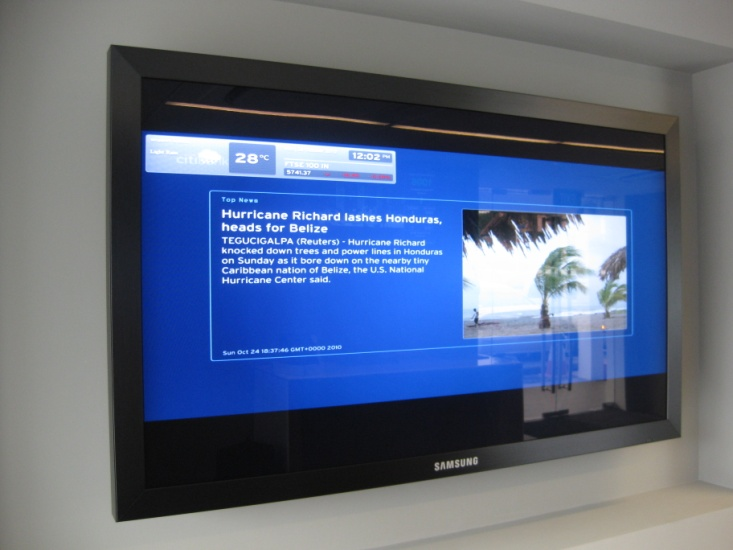 Light Rain
28°C
12:02 PM
FTSE 100 IN
5741.37
Top News
Hurricane Richard lashes Honduras,
heads for Belize
TEGUCIGALPA (Reuters) - Hurricane Richard
knocked down trees and power lines in Honduras
on Sunday as it bore down on the nearby tiny
Caribbean nation of Belize, the U.S. National
Hurricane Center said.
Sun Oct 24 18:37:46 GMT+0000 2010
SAMSUNG